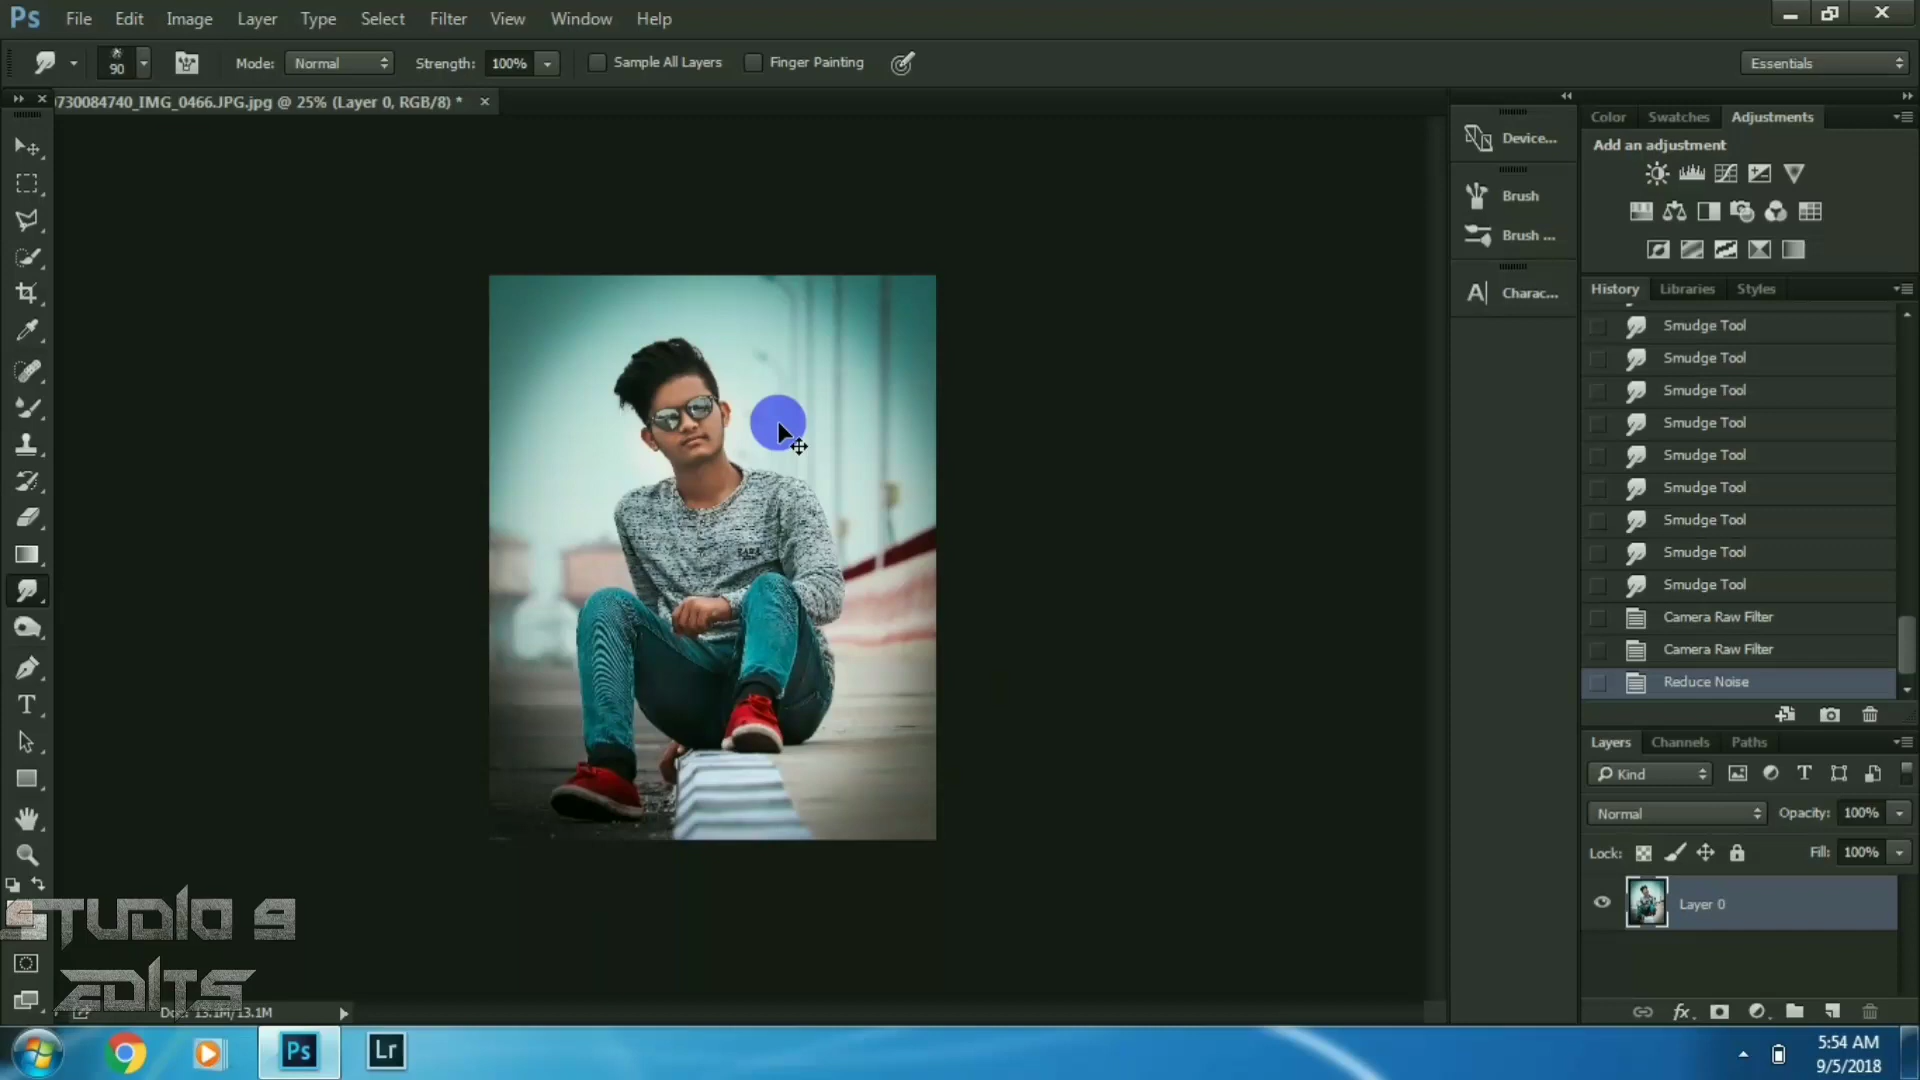 Ps File Edit Image Layer Type Select Filter View Window Help
90 Mode: Normal Strength: 100% Sample All Layers Finger Painting Essentials
730084740_IMG_0466.JPG.jpg @ 25% (Layer 0, RGB/8) *
Color Swatches Adjustments
Add an adjustment
Device...
Brush
Brush ...
Charac...
History Libraries Styles
Smudge Tool
Smudge Tool
Smudge Tool
Smudge Tool
Smudge Tool
Smudge Tool
Smudge Tool
Smudge Tool
Smudge Tool
Camera Raw Filter
Camera Raw Filter
Reduce Noise
Layers Channels Paths
Kind
Normal Opacity: 100%
Lock: Fill: 100%
Layer 0
fx
STUDIO 9
EDITS
13.1M/13.1M
Ps Lr
5:54 AM
9/5/2018